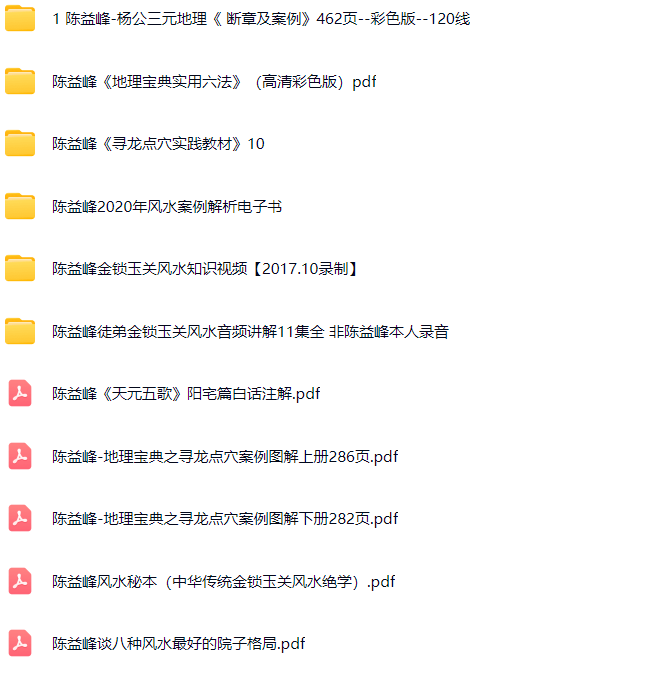 1 陈益峰-杨公三元地理《 断章及案例》462页--彩色版--120线
陈益峰《地理宝典实用六法》（高清彩色版）pdf
陈益峰《寻龙点穴实践教材》10
陈益峰2020年风水案例解析电子书
陈益峰金锁玉关风水知识视频【2017.10录制】
陈益峰徒弟金锁玉关风水音频讲解11集全 非陈益峰本人录音
陈益峰《天元五歌》阳宅篇白话注解.pdf
陈益峰-地理宝典之寻龙点穴案例图解上册286页.pdf
陈益峰-地理宝典之寻龙点穴案例图解下册282页.pdf
陈益峰风水秘本（中华传统金锁玉关风水绝学）.pdf
陈益峰谈八种风水最好的院子格局.pdf